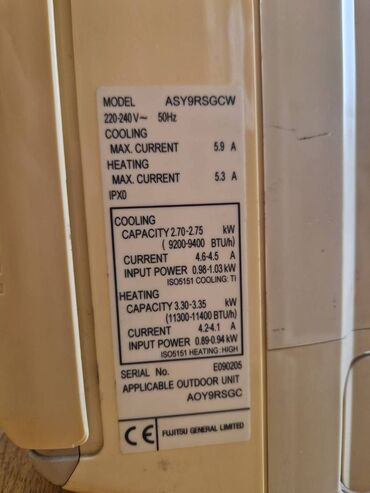 MODEL ASY9RSGCW
220-240 V~ 50Hz
COOLING
MAX. CURRENT 5.9 A
HEATING
MAX. CURRENT 5.3 A
IPX0
COOLING
CAPACITY 2.70-2.75 kW
( 9200-9400 BTU/h)
CURRENT 4.6-4.5 A
INPUT POWER 0.98-1.03 kW
ISO5151 COOLING: TI
HEATING
CAPACITY 3.30-3.35 kW
(11300-11400 BTU/h)
CURRENT 4.2-4.1 A
INPUT POWER 0.89-0.94 kW
ISO5151 HEATING: HIGH
SERIAL No. E090205
APPLICABLE OUTDOOR UNIT
AOY9RSGC
CE FUJITSU GENERAL LIMITED